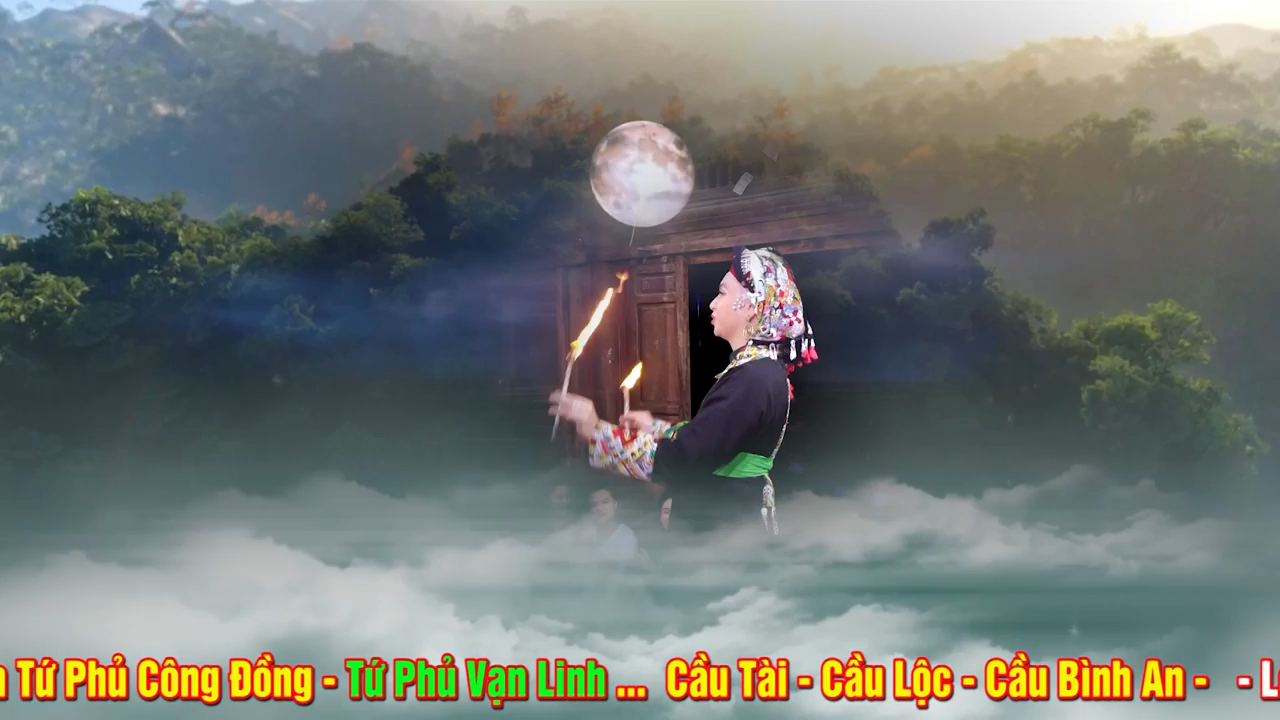 Tứ Phủ Công Đồng - Tứ Phủ Vạn Linh ... Cầu Tài - Cầu Lộc - Cầu Bình An - -